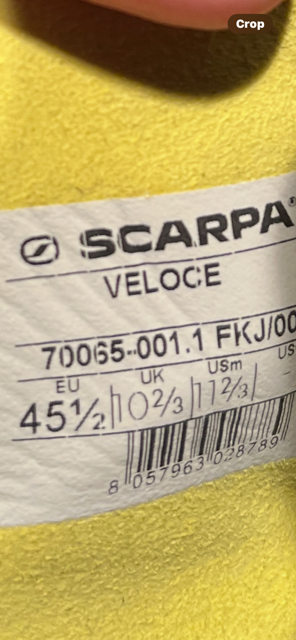 Crop
SCARPA®
VELOCE
70065-001.1 FKJ/00
EU UK USm US
45½ 10⅔ 11⅔ -
8 057963 028789